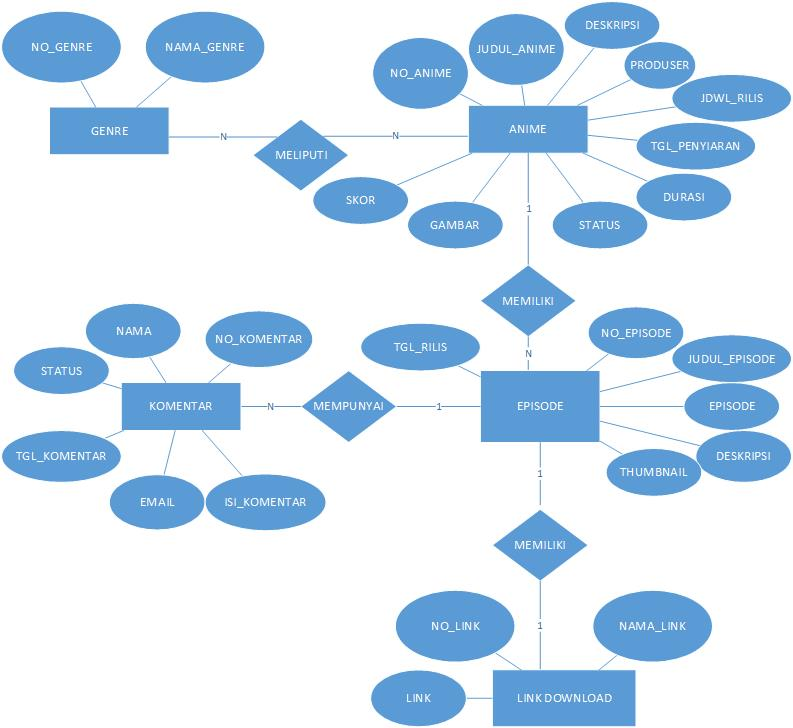 NO_GENRE
NAMA_GENRE
GENRE
N
MELIPUTI
N
NO_ANIME
JUDUL_ANIME
DESKRIPSI
PRODUSER
JDWL_RILIS
ANIME
TGL_PENYIARAN
DURASI
STATUS
GAMBAR
SKOR
1
MEMILIKI
N
NAMA
NO_KOMENTAR
STATUS
KOMENTAR
TGL_KOMENTAR
EMAIL
ISI_KOMENTAR
N
MEMPUNYAI
1
TGL_RILIS
NO_EPISODE
JUDUL_EPISODE
EPISODE
EPISODE
DESKRIPSI
THUMBNAIL
1
MEMILIKI
1
NO_LINK
NAMA_LINK
LINK
LINK DOWNLOAD